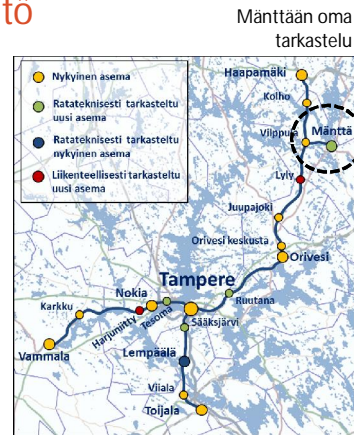 tö
Mänttään oma
tarkastelu
Nykyinen asema
Ratateknisesti tarkasteltu
uusi asema
Ratateknisesti tarkasteltu
nykyinen asema
Liikenteellisesti tarkasteltu
uusi asema
Haapamäki
Kolho
Vilppula
Mänttä
Lyly
Juupajoki
Orivesi keskusta
Orivesi
Tampere
Nokia
Ruutana
Karkku
Harjuniitty
Tesoma
Sääksjärvi
Vammala
Lempäälä
Viiala
Toijala